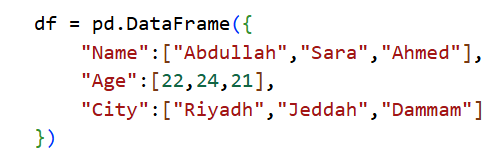 df = pd.DataFrame({
    "Name":["Abdullah","Sara","Ahmed"],
    "Age":[22,24,21],
    "City":["Riyadh","Jeddah","Dammam"]
})